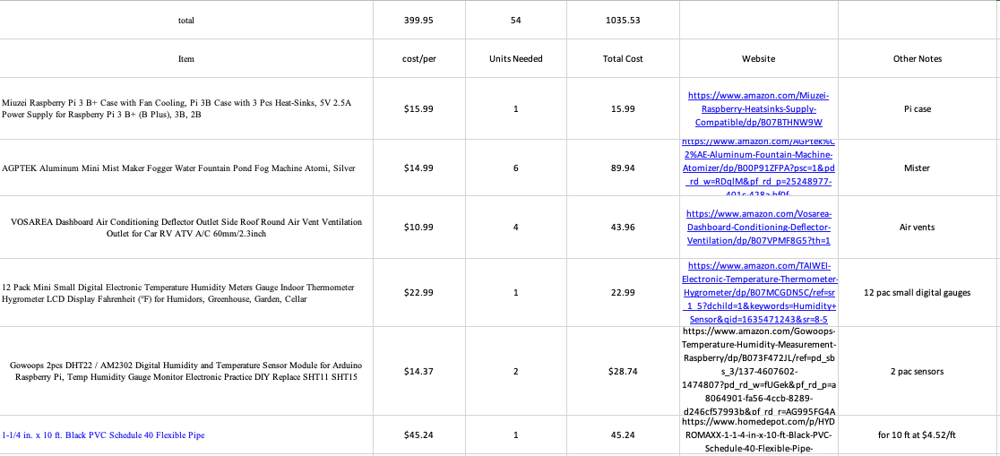 total 399.95 54 1035.53
Item cost/per Units Needed Total Cost Website Other Notes
Miuzei Raspberry Pi 3 B+ Case with Fan Cooling, Pi 3B Case with 3 Pcs Heat-Sinks, 5V 2.5A
Power Supply for Raspberry Pi 3 B+ (B Plus), 3B, 2B
$15.99 1 15.99
https://www.amazon.com/Miuzei-
Raspberry-Heatsinks-Supply-
Compatible/dp/B07BTHNW9W
Pi case
AGPTEK Aluminum Mini Mist Maker Fogger Water Fountain Pond Fog Machine Atomi, Silver
$14.99 6 89.94
https://www.amazon.com/AGPtek%C
2%AE-Aluminum-Fountain-Machine-
Atomizer/dp/B00P91ZFPA?psc=1&pd
_rd_w=RDqlM&pf_rd_p=25248977-
401c-428a-bf0f-
Mister
VOSAREA Dashboard Air Conditioning Deflector Outlet Side Roof Round Air Vent Ventilation
Outlet for Car RV ATV A/C 60mm/2.3inch
$10.99 4 43.96
https://www.amazon.com/Vosarea-
Dashboard-Conditioning-Deflector-
Ventilation/dp/B07VPMF8G5?th=1
Air vents
12 Pack Mini Small Digital Electronic Temperature Humidity Meters Gauge Indoor Thermometer
Hygrometer LCD Display Fahrenheit (°F) for Humidors, Greenhouse, Garden, Cellar
$22.99 1 22.99
https://www.amazon.com/TAIWEI-
Electronic-Temperature-Thermometer-
Hygrometer/dp/B07MCGDN5C/ref=sr
_1_5?dchild=1&keywords=Humidity+
Sensor&qid=1635471243&sr=8-5
12 pac small digital gauges
Gowoops 2pcs DHT22 / AM2302 Digital Humidity and Temperature Sensor Module for Arduino
Raspberry Pi, Temp Humidity Gauge Monitor Electronic Practice DIY Replace SHT11 SHT15
$14.37 2 $28.74
https://www.amazon.com/Gowoops-
Temperature-Humidity-Measurement-
Raspberry/dp/B073F472JL/ref=pd_sb
s_3/137-4607602-
1474807?pd_rd_w=fUGek&pf_rd_p=a
8064901-fa56-4ccb-8289-
d246cf57993b&pf_rd_r=AG995FG4A
2 pac sensors
1-1/4 in. x 10 ft. Black PVC Schedule 40 Flexible Pipe
$45.24 1 45.24
https://www.homedepot.com/p/HYD
ROMAXX-1-1-4-in-x-10-ft-Black-PVC-
Schedule-40-Flexible-Pipe-
for 10 ft at $4.52/ft